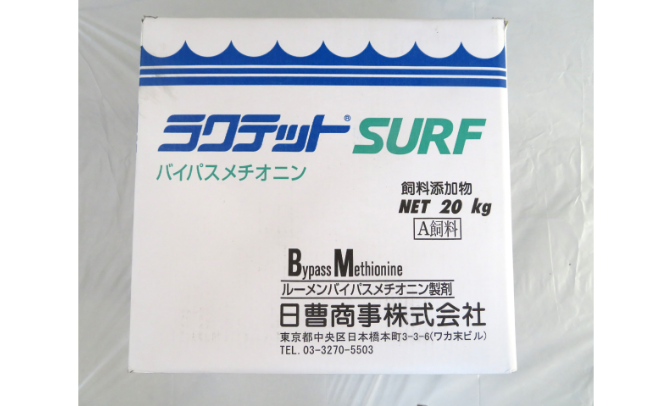 ラクテット® SURF
バイパスメチオニン
飼料添加物
NET 20 kg
A飼料
Bypass Methionine
ルーメンバイパスメチオニン製剤
日曹商事株式会社
東京都中央区日本橋本町3-3-6(ワカ末ビル)
TEL. 03-3270-5503